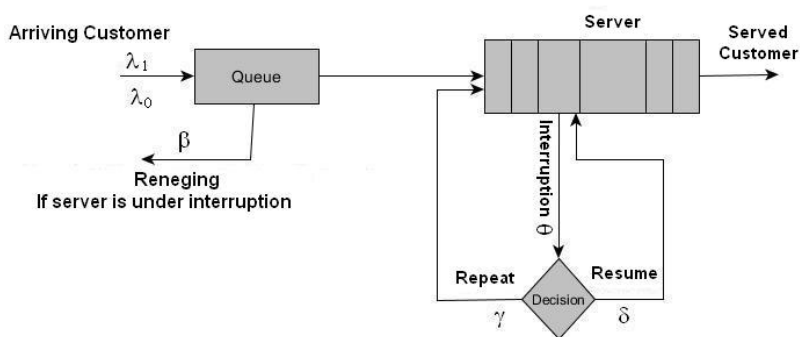 Arriving Customer
λ1
λ0
Queue
β
Reneging
If server is under interruption
Server
Served
Customer
Interruption θ
Repeat
Resume
Decision
γ
δ